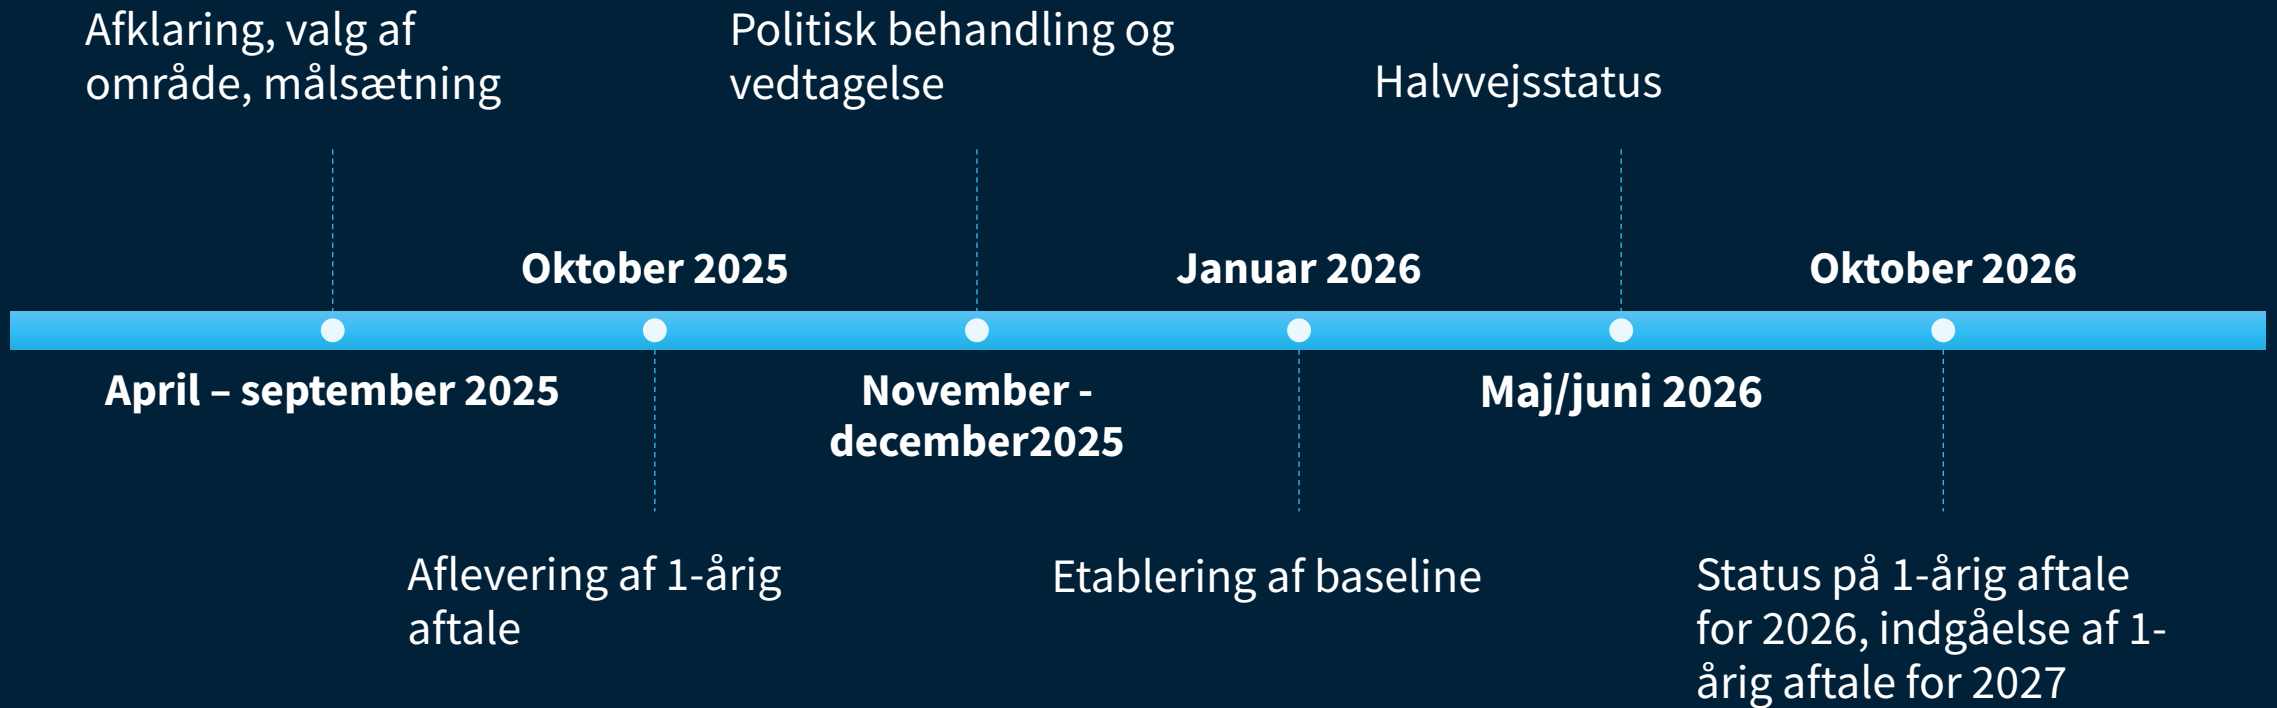 Afklaring, valg af
område, målsætning
April – september 2025
Oktober 2025
Aflevering af 1-årig
aftale
Politisk behandling og
vedtagelse
November -
december2025
Januar 2026
Etablering af baseline
Halvvejsstatus
Maj/juni 2026
Oktober 2026
Status på 1-årig aftale
for 2026, indgåelse af 1-
årig aftale for 2027